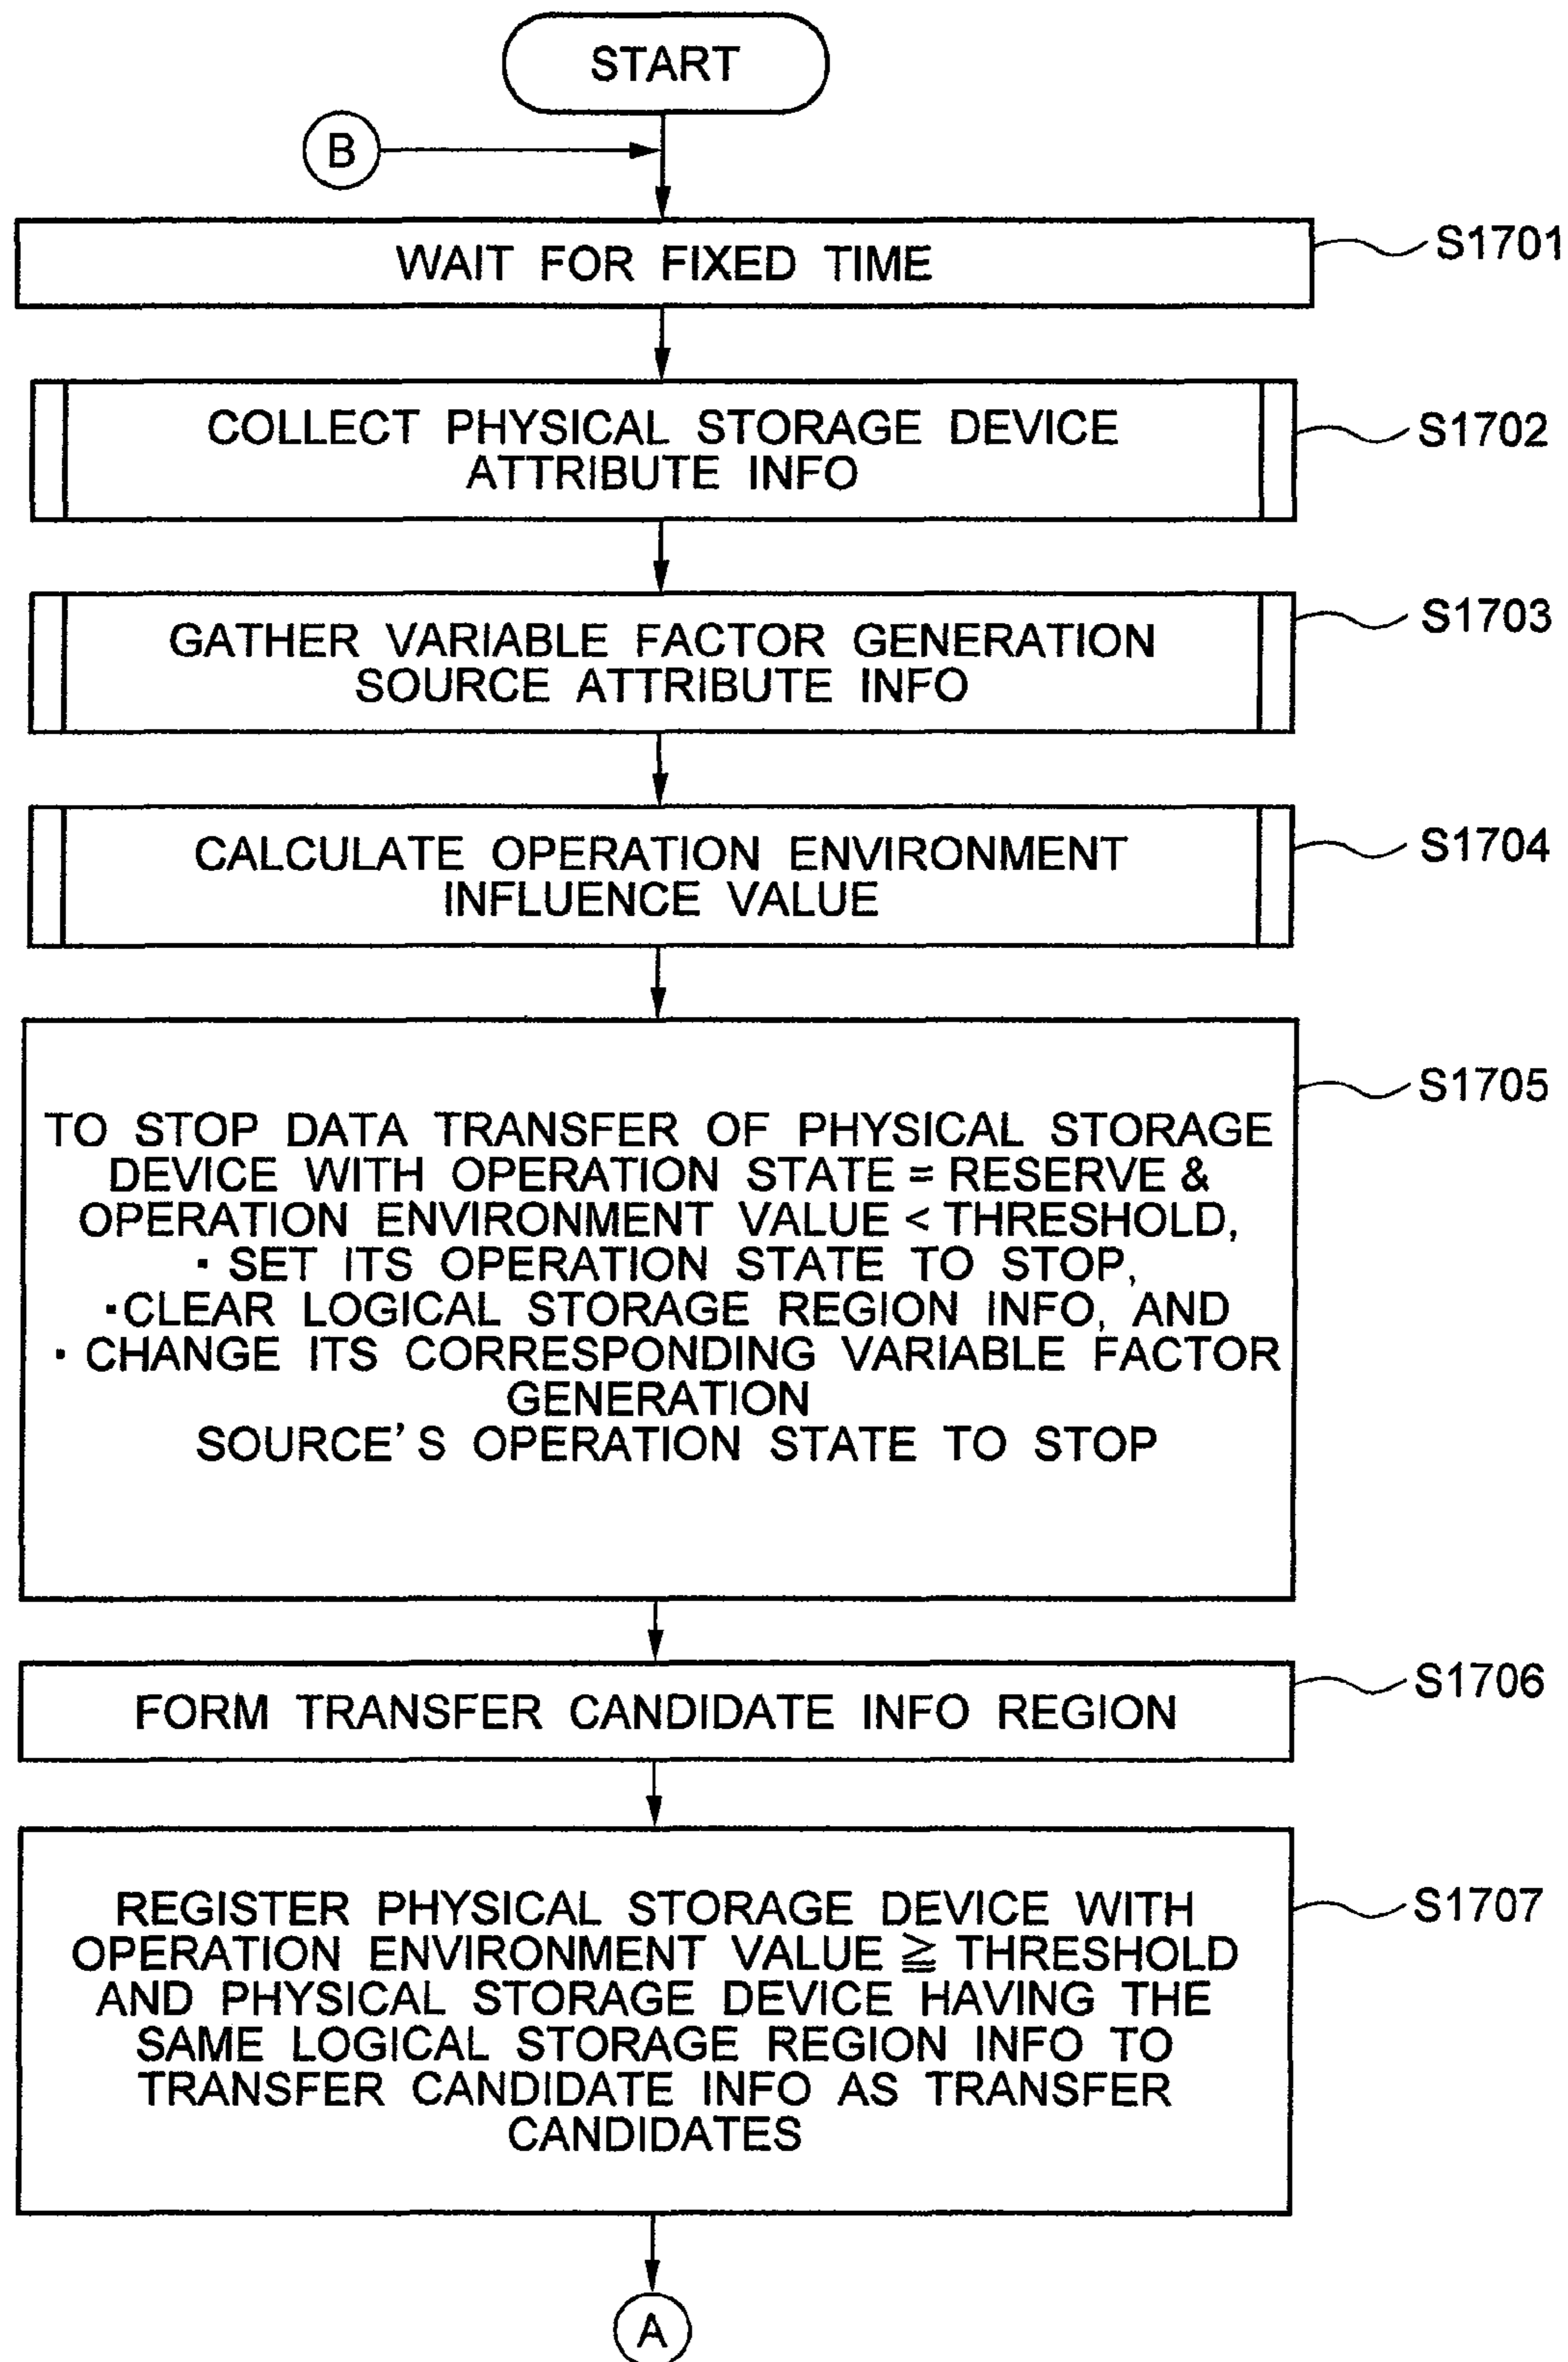 START
B
WAIT FOR FIXED TIME
S1701
COLLECT PHYSICAL STORAGE DEVICE
ATTRIBUTE INFO
S1702
GATHER VARIABLE FACTOR GENERATION
SOURCE ATTRIBUTE INFO
S1703
CALCULATE OPERATION ENVIRONMENT
INFLUENCE VALUE
S1704
TO STOP DATA TRANSFER OF PHYSICAL STORAGE
DEVICE WITH OPERATION STATE = RESERVE &
OPERATION ENVIRONMENT VALUE < THRESHOLD,
・SET ITS OPERATION STATE TO STOP,
・CLEAR LOGICAL STORAGE REGION INFO, AND
・CHANGE ITS CORRESPONDING VARIABLE FACTOR
GENERATION
SOURCE'S OPERATION STATE TO STOP
S1705
FORM TRANSFER CANDIDATE INFO REGION
S1706
REGISTER PHYSICAL STORAGE DEVICE WITH
OPERATION ENVIRONMENT VALUE ≧ THRESHOLD
AND PHYSICAL STORAGE DEVICE HAVING THE
SAME LOGICAL STORAGE REGION INFO TO
TRANSFER CANDIDATE INFO AS TRANSFER
CANDIDATES
S1707
A